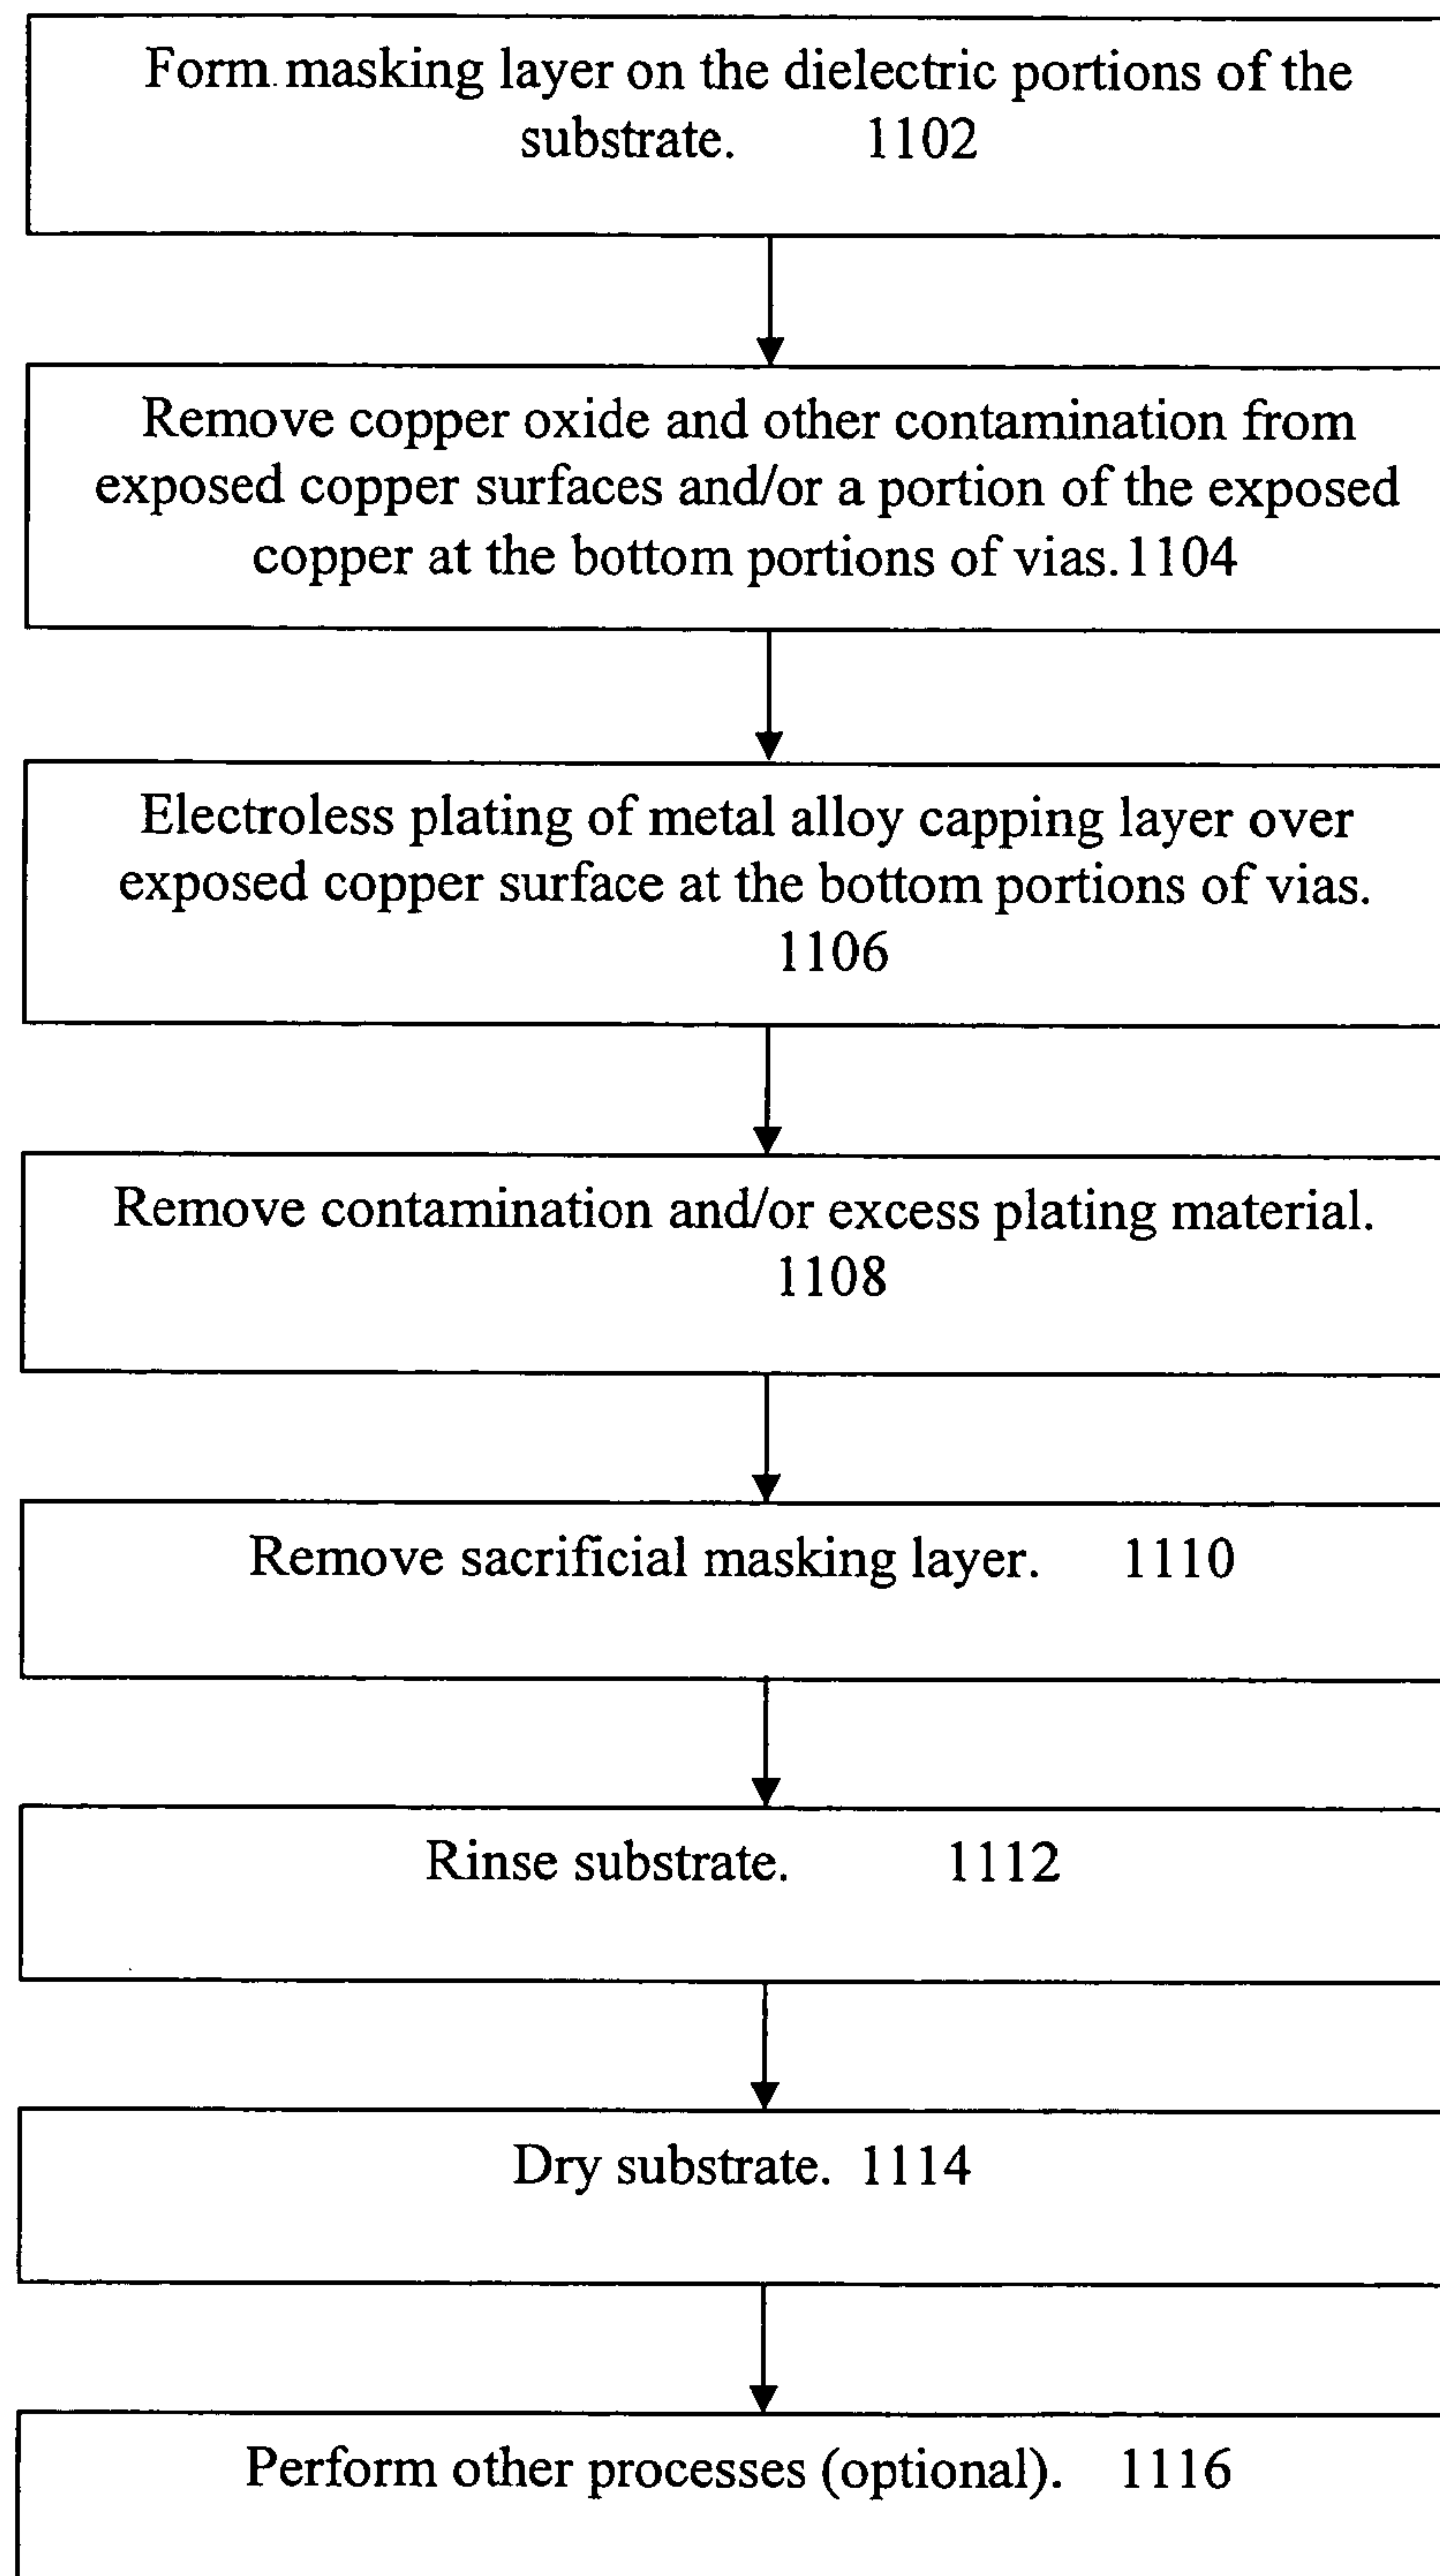 Form masking layer on the dielectric portions of the
substrate. 1102
Remove copper oxide and other contamination from
exposed copper surfaces and/or a portion of the exposed
copper at the bottom portions of vias. 1104
Electroless plating of metal alloy capping layer over
exposed copper surface at the bottom portions of vias.
1106
Remove contamination and/or excess plating material.
1108
Remove sacrificial masking layer. 1110
Rinse substrate. 1112
Dry substrate. 1114
Perform other processes (optional). 1116